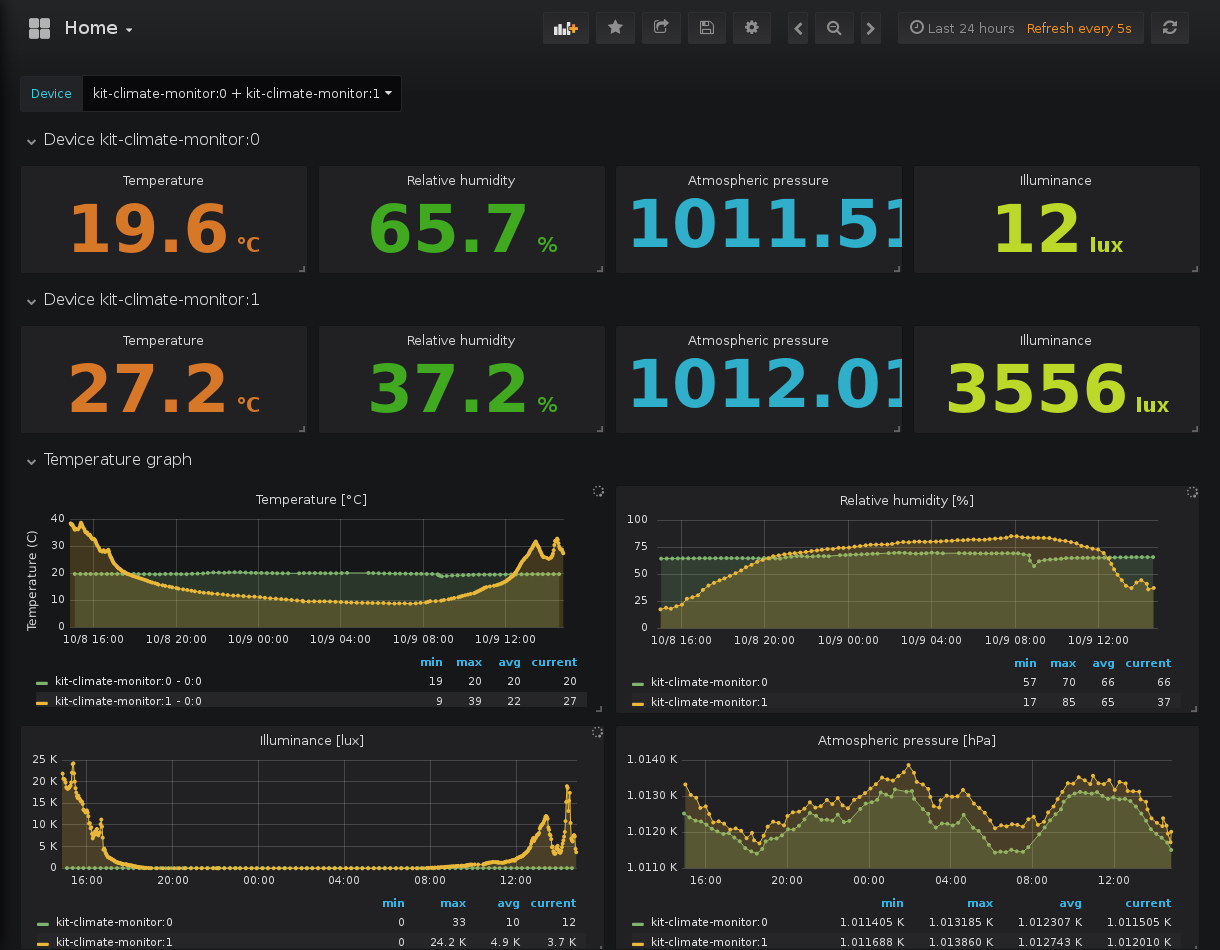 Home
Last 24 hours Refresh every 5s
Device kit-climate-monitor:0 + kit-climate-monitor:1
Device kit-climate-monitor:0
Temperature Relative humidity Atmospheric pressure Illuminance
19.6 °C 65.7 % 1011.51 12 lux
Device kit-climate-monitor:1
Temperature Relative humidity Atmospheric pressure Illuminance
27.2 °C 37.2 % 1012.01 3556 lux
Temperature graph
Temperature [°C]
Temperature (C)
40
30
20
10
0
10/8 16:00 10/8 20:00 10/9 00:00 10/9 04:00 10/9 08:00 10/9 12:00
min max avg current
kit-climate-monitor:0 - 0:0 19 20 20 20
kit-climate-monitor:1 - 0:0 9 39 22 27
Relative humidity [%]
100
75
50
25
0
10/8 16:00 10/8 20:00 10/9 00:00 10/9 04:00 10/9 08:00 10/9 12:00
min max avg current
kit-climate-monitor:0 57 70 66 66
kit-climate-monitor:1 17 85 65 37
Illuminance [lux]
25 K
20 K
15 K
10 K
5 K
0
16:00 20:00 00:00 04:00 08:00 12:00
min max avg current
kit-climate-monitor:0 0 33 10 12
kit-climate-monitor:1 0 24.2 K 4.9 K 3.7 K
Atmospheric pressure [hPa]
1.0140 K
1.0130 K
1.0120 K
1.0110 K
16:00 20:00 00:00 04:00 08:00 12:00
min max avg current
kit-climate-monitor:0 1.011405 K 1.013185 K 1.012307 K 1.011505 K
kit-climate-monitor:1 1.011688 K 1.013860 K 1.012743 K 1.012010 K